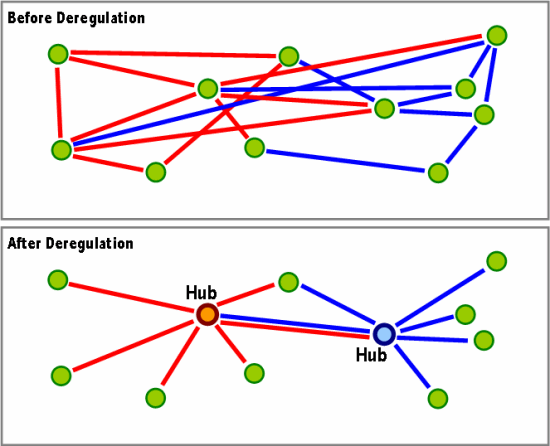 Before Deregulation
After Deregulation
Hub
Hub